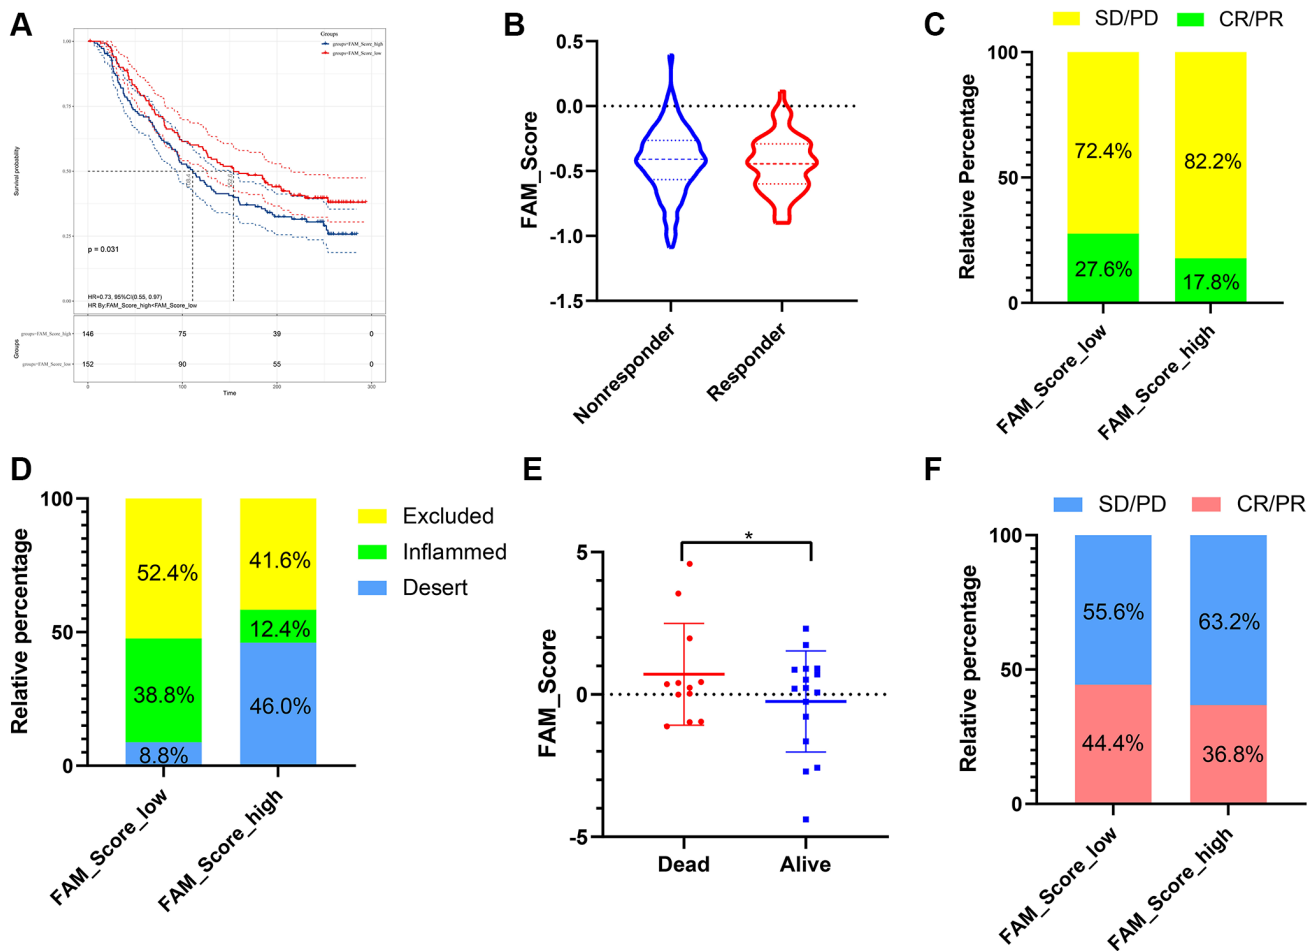 A
Groups
groups=FAM_Score_high
groups=FAM_Score_low
1.00
0.75
0.50
0.25
0.00
Survival probability
p = 0.031
HR=0.73, 95%CI(0.55, 0.97)
HR By:FAM_Score_high<FAM_Score_low
Groups
groups=FAM_Score_high
146
75
39
0
groups=FAM_Score_low
152
90
55
0
0
100
200
300
Time
B
FAM_Score
0.5
0.0
-0.5
-1.0
-1.5
Nonresponder
Responder
C
SD/PD
CR/PR
Relateive Percentage
100
50
0
72.4%
82.2%
27.6%
17.8%
FAM_Score_low
FAM_Score_high
D
Relative percentage
100
50
0
52.4%
41.6%
12.4%
38.8%
46.0%
8.8%
Excluded
Inflammed
Desert
FAM_Score_low
FAM_Score_high
E
FAM_Score
5
0
-5
*
Dead
Alive
F
SD/PD
CR/PR
Relative percentage
100
50
0
55.6%
63.2%
44.4%
36.8%
FAM_Score_low
FAM_Score_high